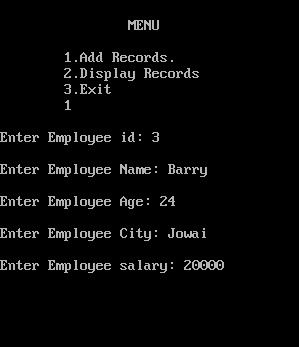 MENU
1.Add Records.
2.Display Records
3.Exit
1
Enter Employee id: 3
Enter Employee Name: Barry
Enter Employee Age: 24
Enter Employee City: Jowai
Enter Employee salary: 20000